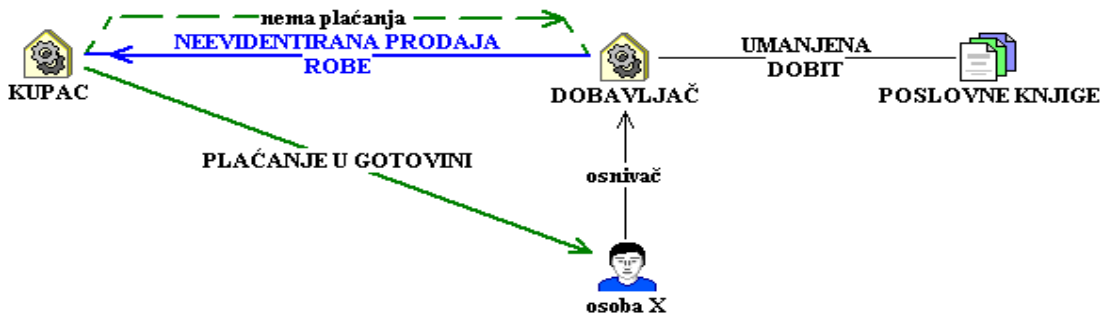 nema plaćanja
NEEVIDENTIRANA PRODAJA
ROBE
UMANJENA
DOBIT
KUPAC
DOBAVLJAČ
POSLOVNE KNJIGE
PLAĆANJE U GOTOVINI
osnivač
osoba X